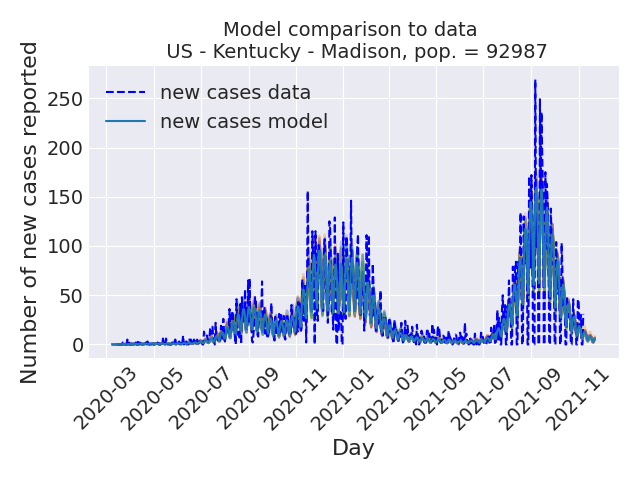 Model comparison to data
US - Kentucky - Madison, pop. = 92987
Number of new cases reported
250
200
150
100
50
0
new cases data
new cases model
2020-03
2020-05
2020-07
2020-09
2020-11
2021-01
2021-03
2021-05
2021-07
2021-09
2021-11
Day